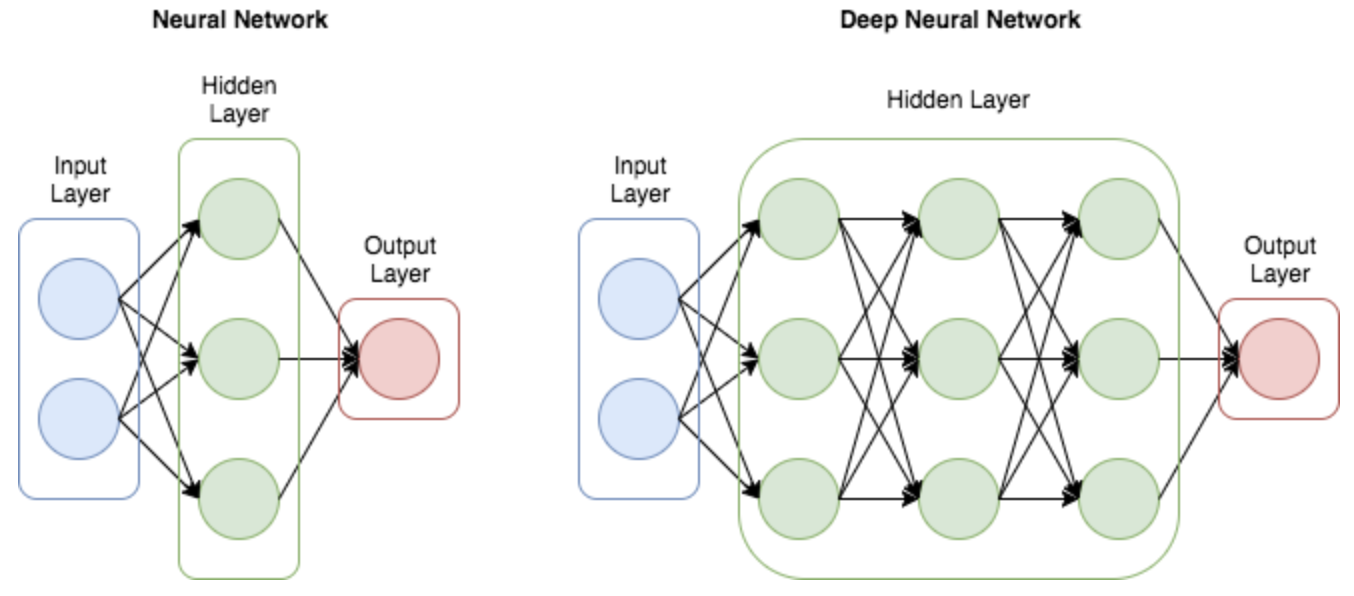 Neural Network
Hidden
Layer
Input
Layer
Output
Layer
Deep Neural Network
Hidden Layer
Input
Layer
Output
Layer